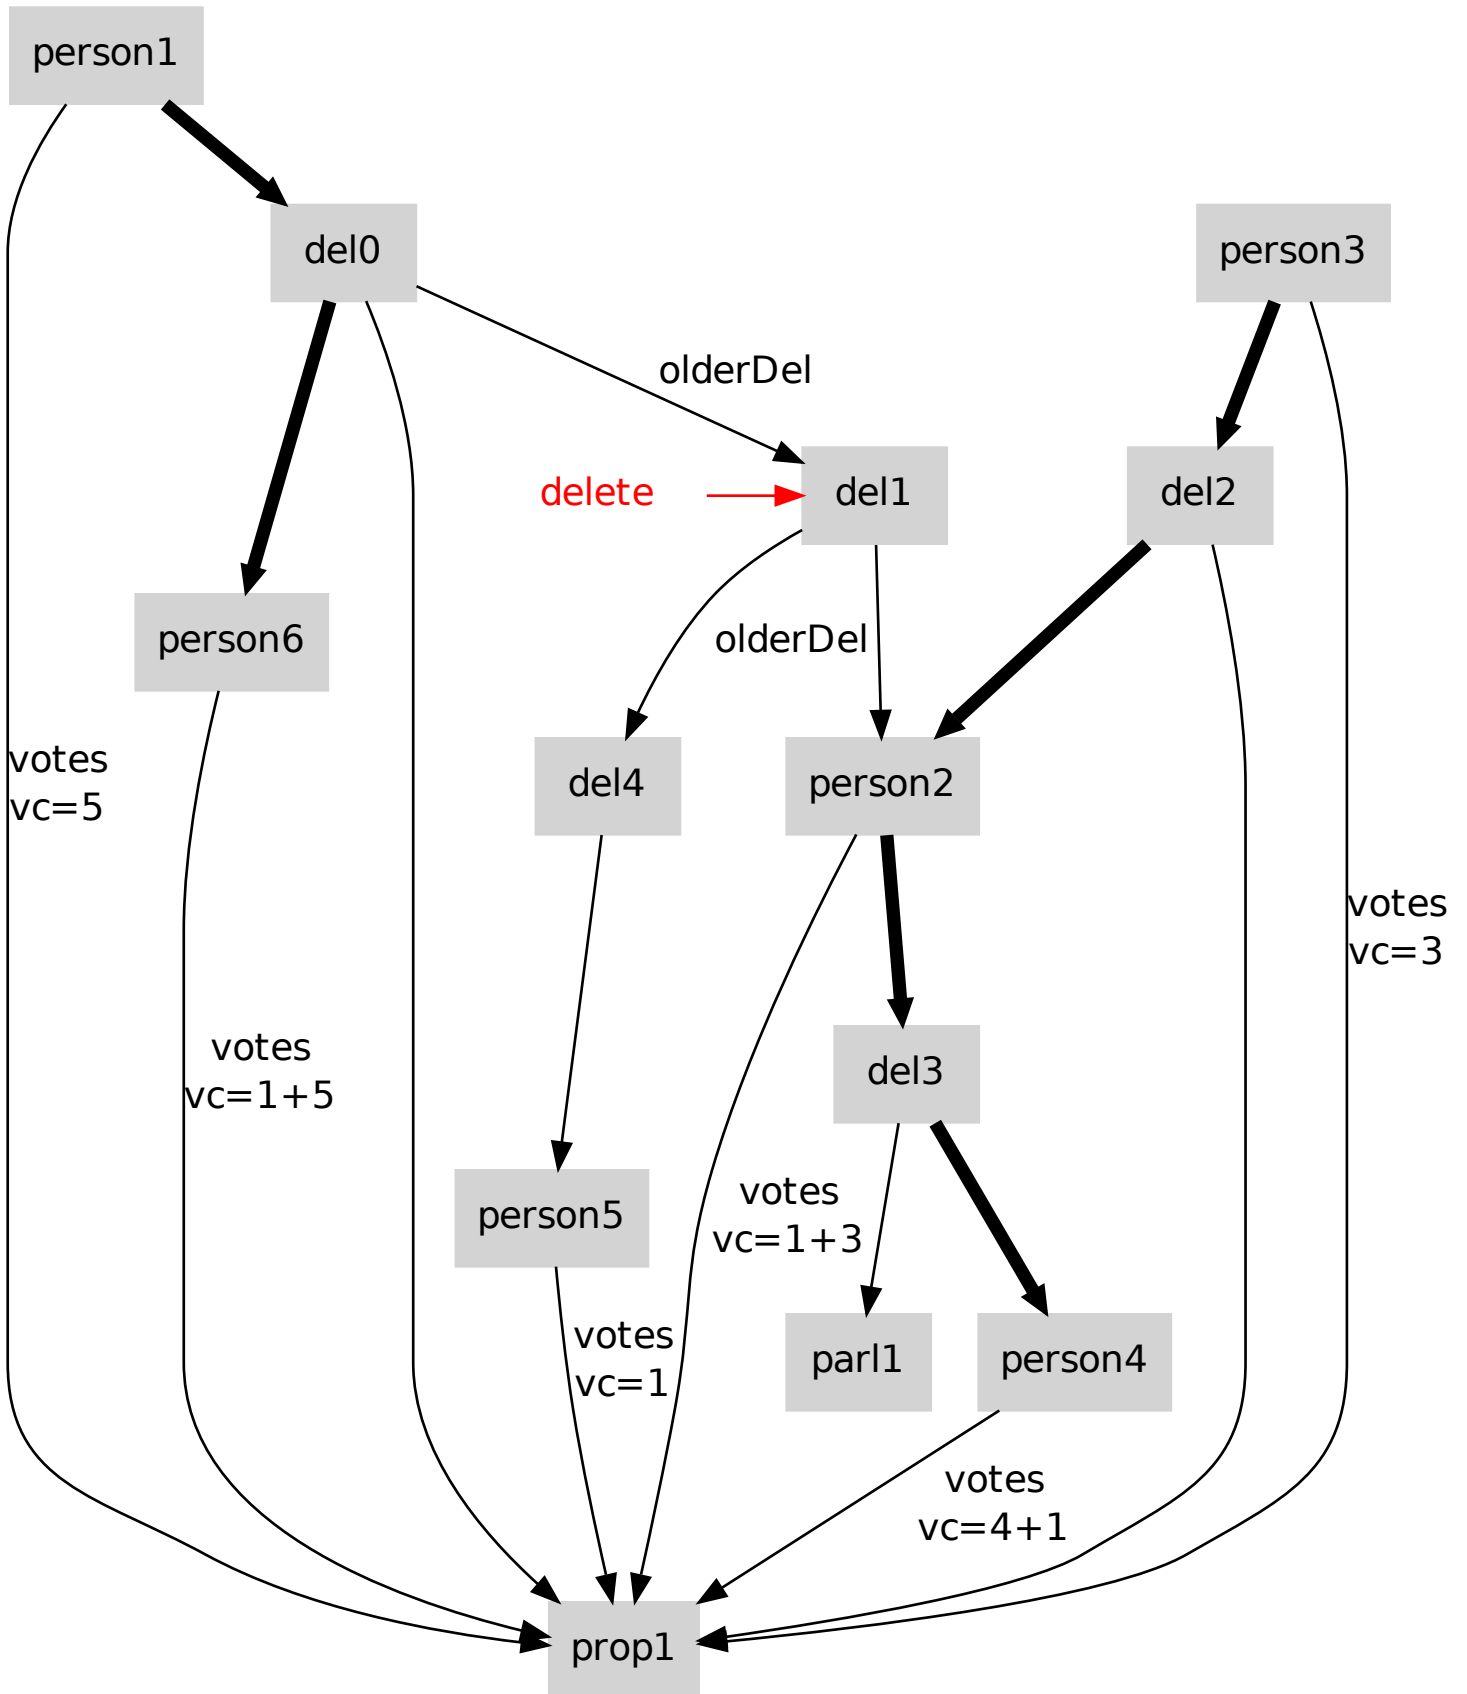 person1
del0
person3
olderDel
delete
del1
del2
olderDel
person6
votes
vc=5
del4
person2
votes
vc=3
votes
vc=1+5
del3
votes
vc=1+3
person5
votes
vc=1
parl1
person4
votes
vc=4+1
prop1